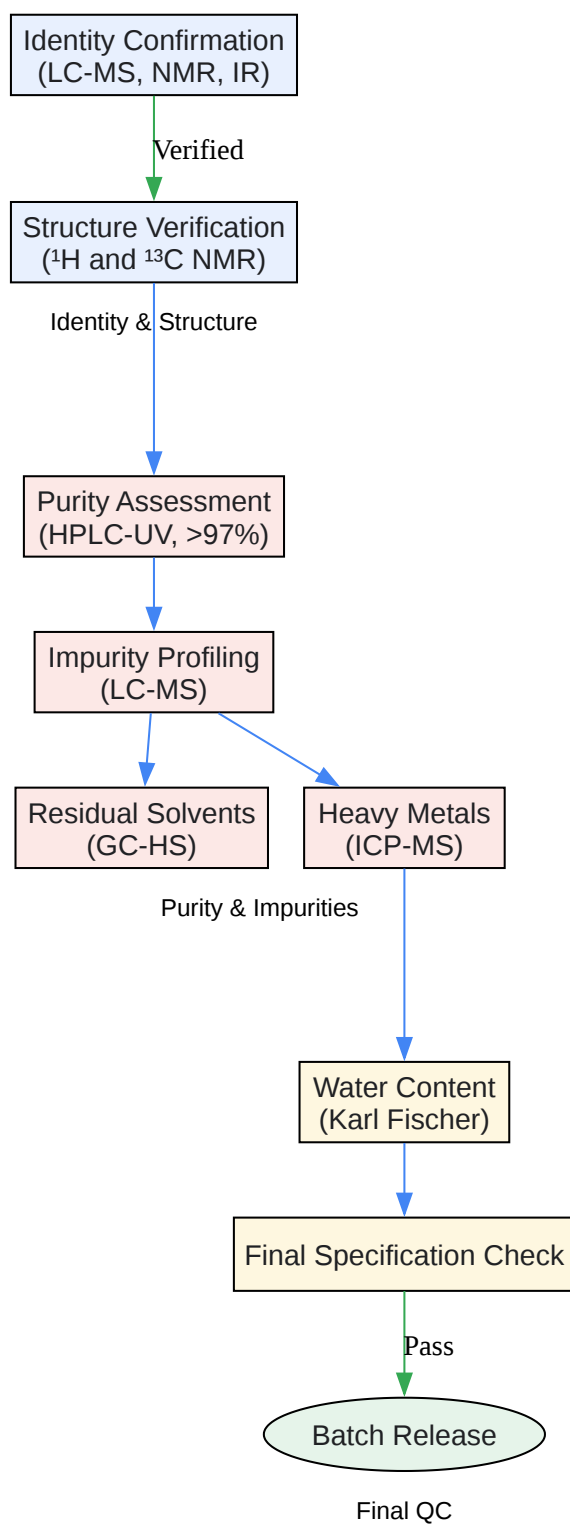 Identity Confirmation
(LC-MS, NMR, IR)
Verified
Structure Verification
(¹H and ¹³C NMR)
Identity & Structure
Purity Assessment
(HPLC-UV, >97%)
Impurity Profiling
(LC-MS)
Residual Solvents
(GC-HS)
Heavy Metals
(ICP-MS)
Purity & Impurities
Water Content
(Karl Fischer)
Final Specification Check
Pass
Batch Release
Final QC